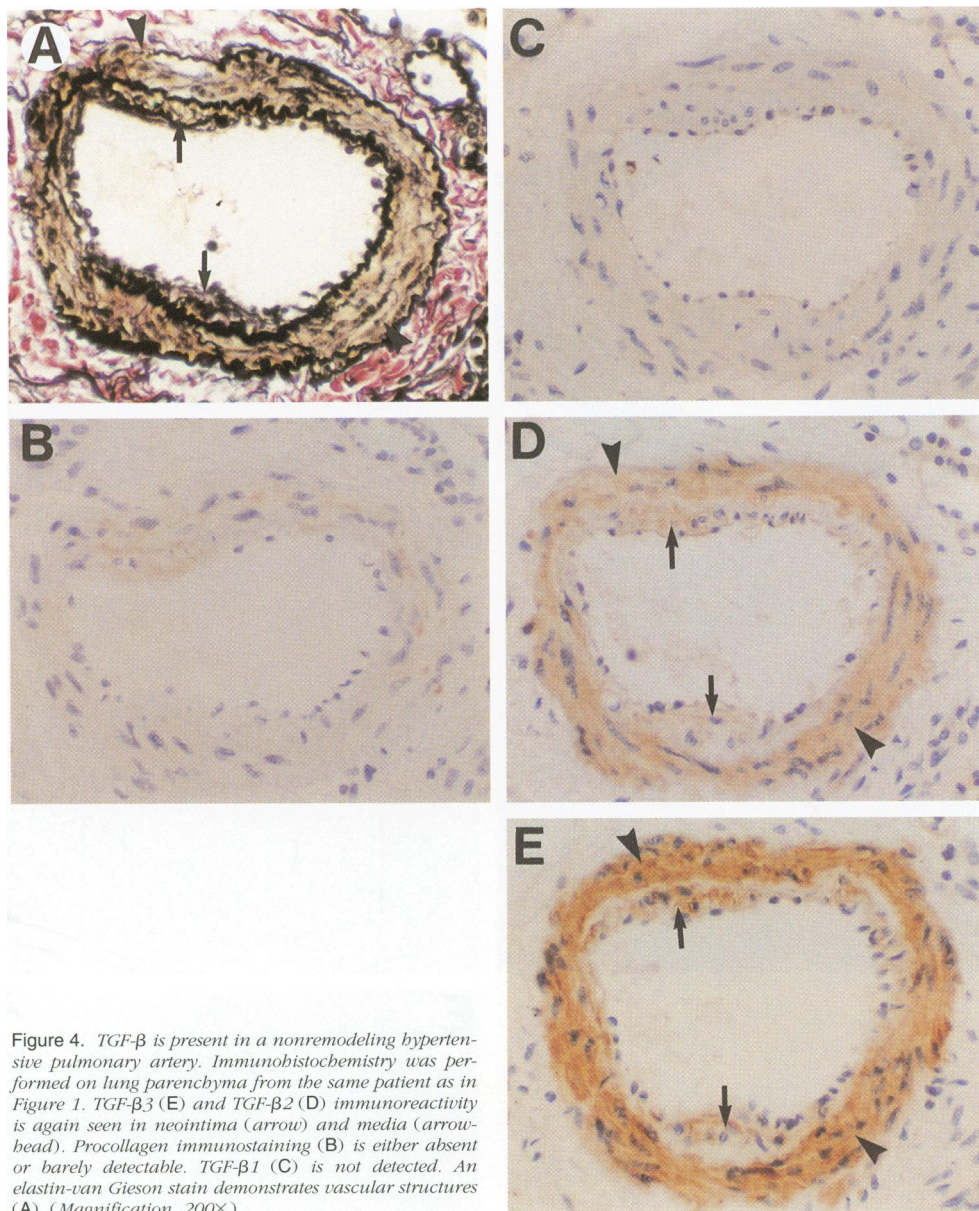 A
C
B
D
E
Figure 4. TGF-β is present in a nonremodeling hyperten-
sive pulmonary artery. Immunohistochemistry was per-
formed on lung parenchyma from the same patient as in
Figure 1. TGF-β3 (E) and TGF-β2 (D) immunoreactivity
is again seen in neointima (arrow) and media (arrow-
head). Procollagen immunostaining (B) is either absent
or barely detectable. TGF-β1 (C) is not detected. An
elastin-van Gieson stain demonstrates vascular structures
(A). (Magnification, 200×)